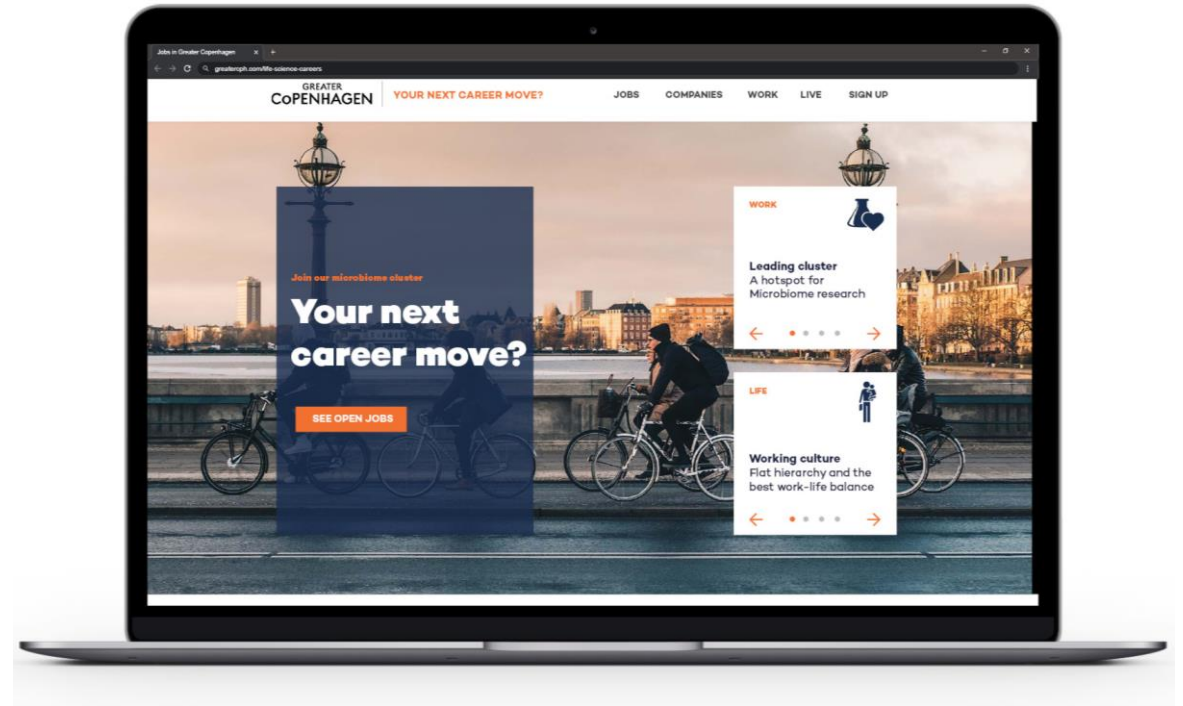 Jobs in Greater Copenhagen
greatercph.com/life-science-careers
GREATER
COPENHAGEN
YOUR NEXT CAREER MOVE?
JOBS COMPANIES WORK LIVE SIGN UP
Join our microbiome cluster
Your next
career move?
SEE OPEN JOBS
WORK
Leading cluster
A hotspot for
Microbiome research
LIFE
Working culture
Flat hierarchy and the
best work-life balance